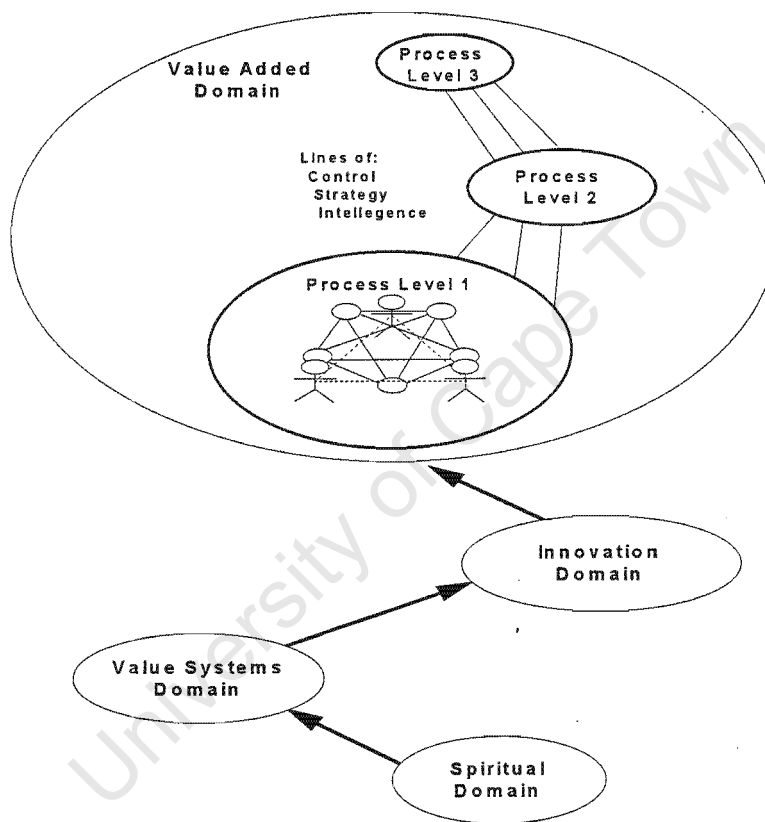 Value Added
Domain
Process
Level 3
Lines of:
Control
Strategy
Intellegence
Process
Level 2
Process Level 1
Innovation
Domain
Value Systems
Domain
Spiritual
Domain
University of Cape Town